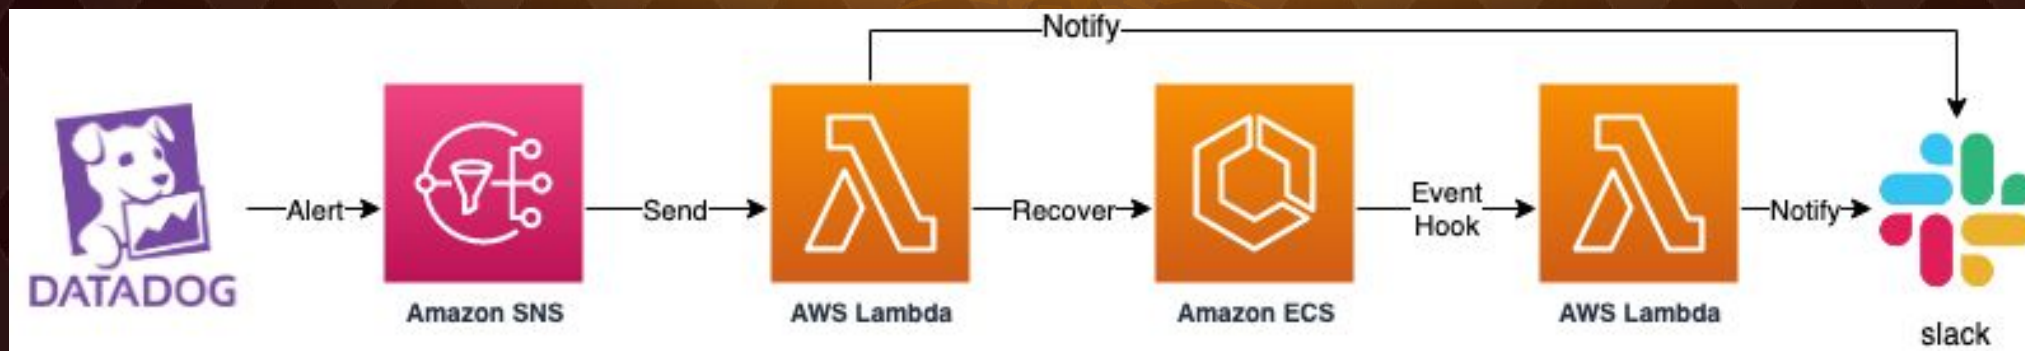 Notify
Alert
Send
Recover
Event
Hook
Notify
DATADOG
Amazon SNS
AWS Lambda
Amazon ECS
AWS Lambda
slack